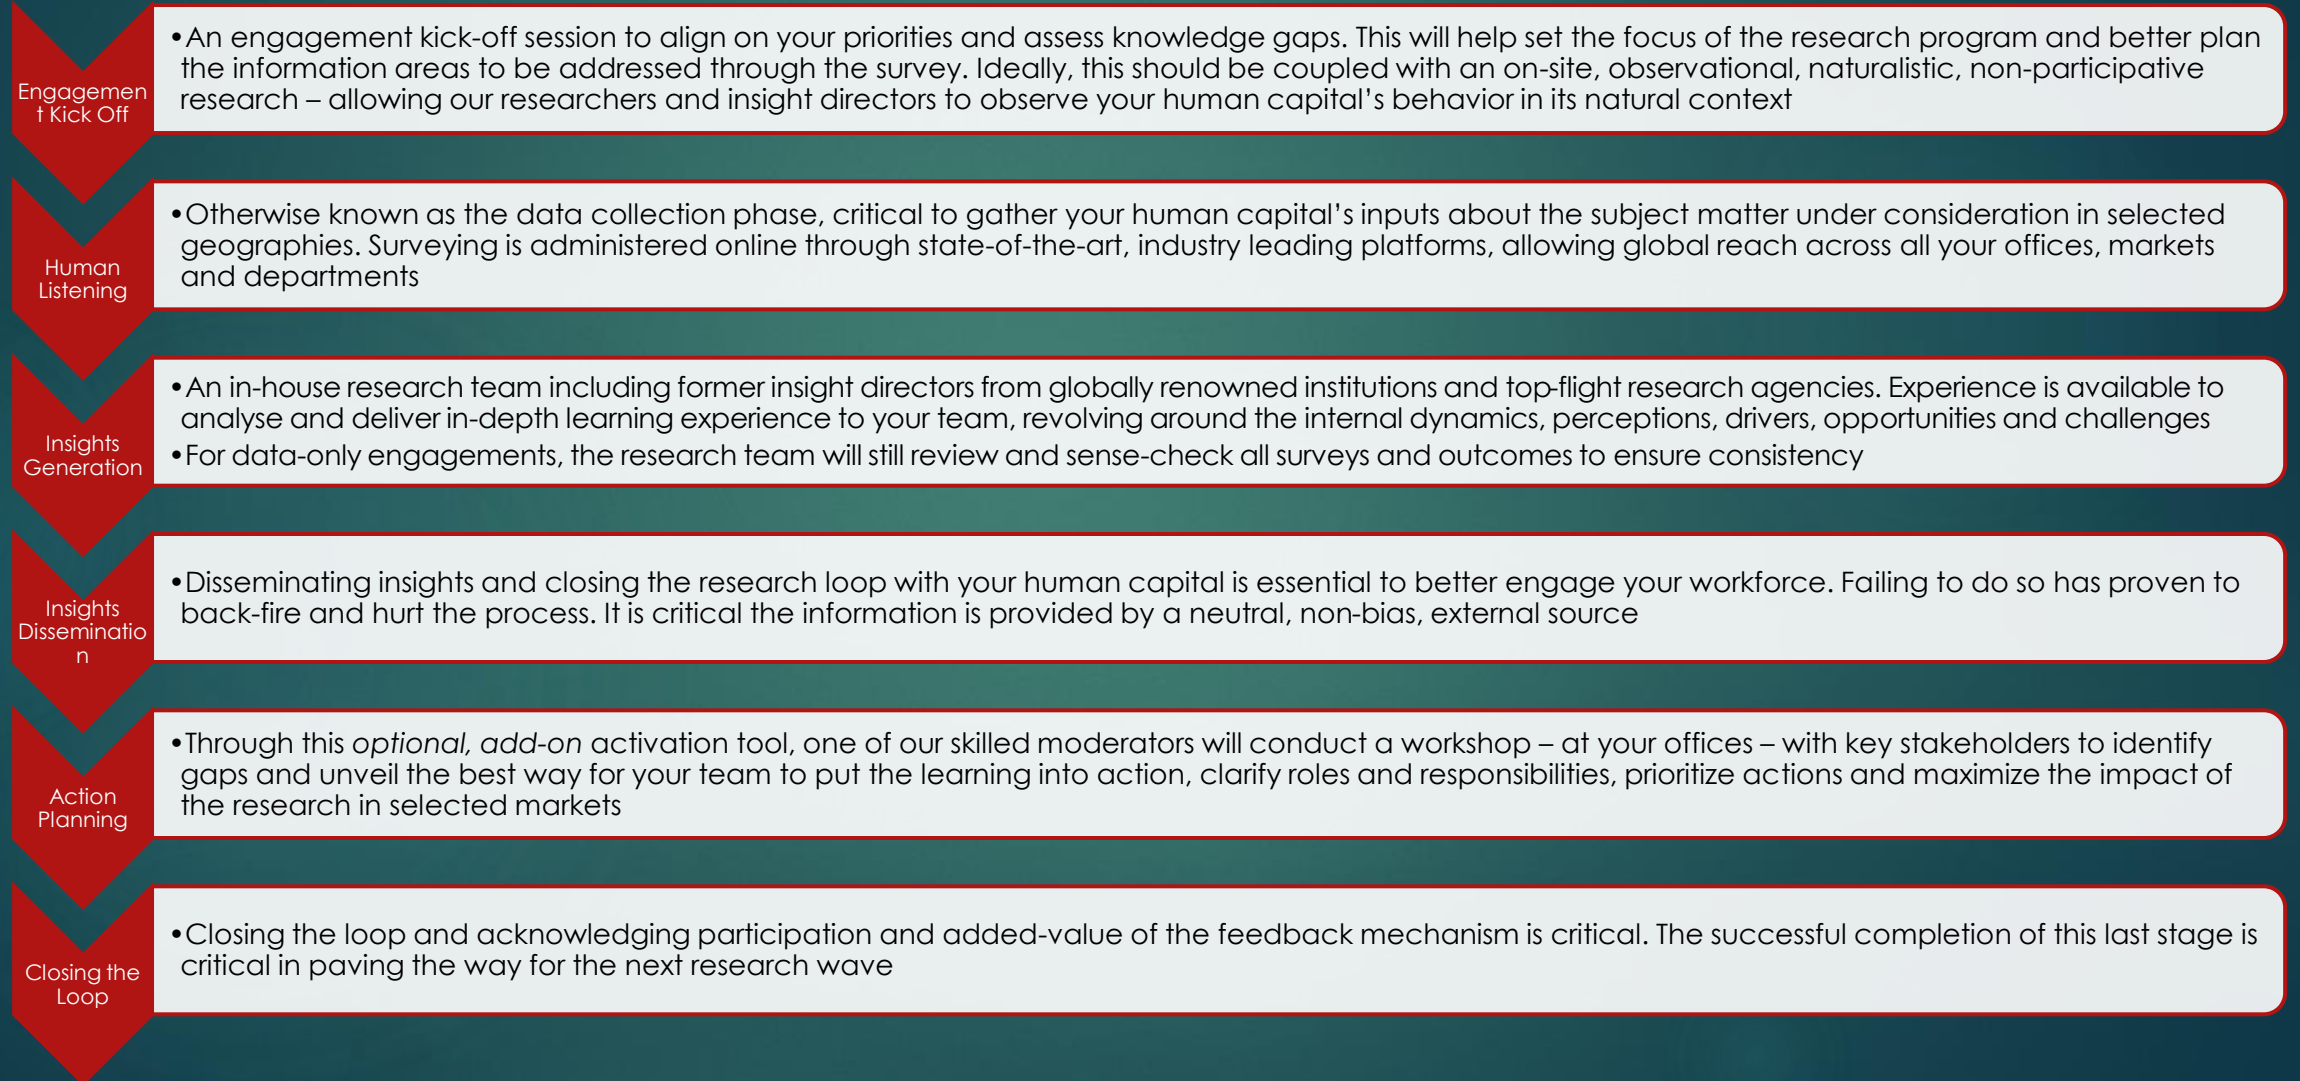 Engagemen
t Kick Off
•An engagement kick-off session to align on your priorities and assess knowledge gaps. This will help set the focus of the research program and better plan
the information areas to be addressed through the survey. Ideally, this should be coupled with an on-site, observational, naturalistic, non-participative
research – allowing our researchers and insight directors to observe your human capital’s behavior in its natural context
Human
Listening
•Otherwise known as the data collection phase, critical to gather your human capital’s inputs about the subject matter under consideration in selected
geographies. Surveying is administered online through state-of-the-art, industry leading platforms, allowing global reach across all your offices, markets
and departments
Insights
Generation
•An in-house research team including former insight directors from globally renowned institutions and top-flight research agencies. Experience is available to
analyse and deliver in-depth learning experience to your team, revolving around the internal dynamics, perceptions, drivers, opportunities and challenges
•For data-only engagements, the research team will still review and sense-check all surveys and outcomes to ensure consistency
Insights
Disseminatio
n
•Disseminating insights and closing the research loop with your human capital is essential to better engage your workforce. Failing to do so has proven to
back-fire and hurt the process. It is critical the information is provided by a neutral, non-bias, external source
Action
Planning
•Through this optional, add-on activation tool, one of our skilled moderators will conduct a workshop – at your offices – with key stakeholders to identify
gaps and unveil the best way for your team to put the learning into action, clarify roles and responsibilities, prioritize actions and maximize the impact of
the research in selected markets
Closing the
Loop
•Closing the loop and acknowledging participation and added-value of the feedback mechanism is critical. The successful completion of this last stage is
critical in paving the way for the next research wave